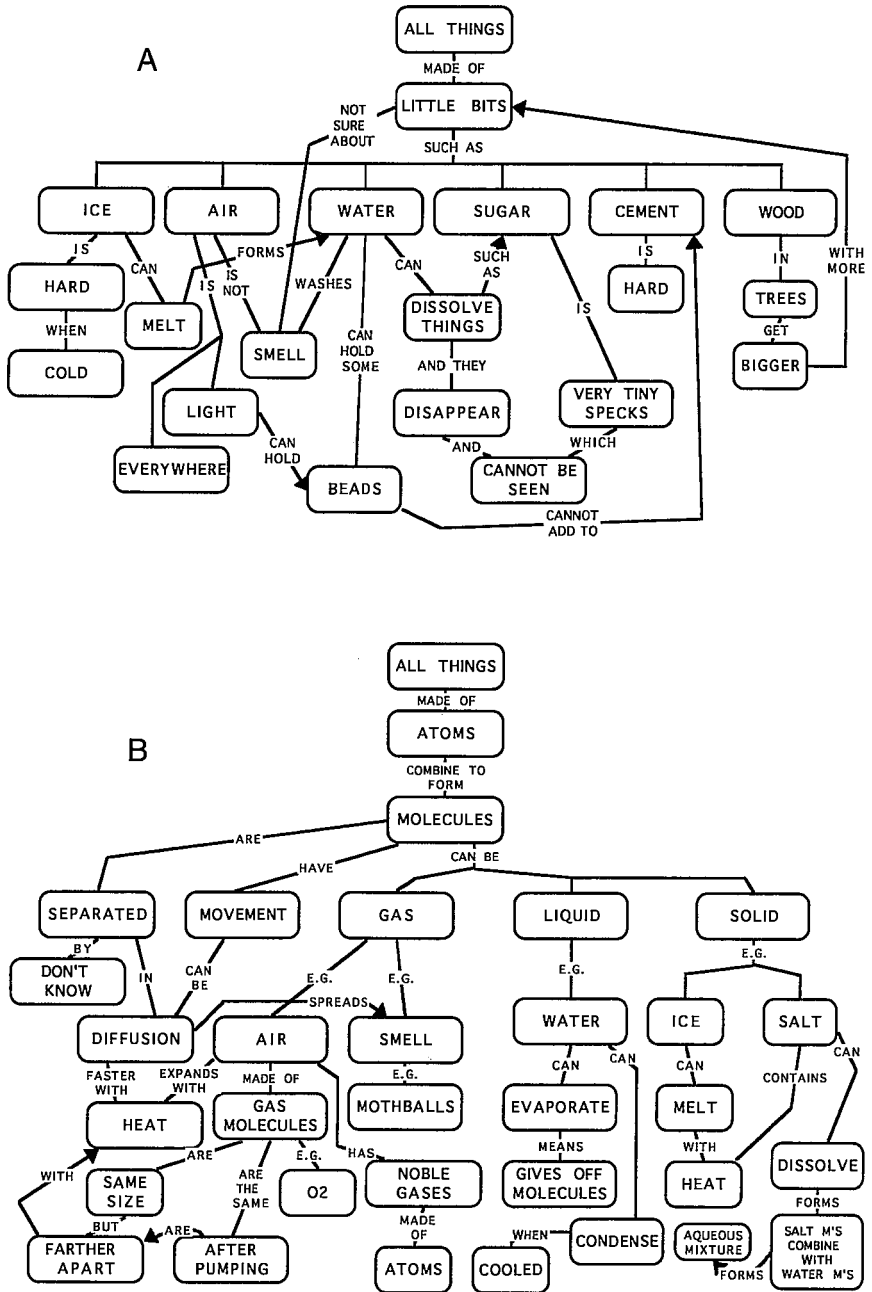 A
ALL THINGS
MADE OF
LITTLE BITS
NOT
SURE
ABOUT
SUCH AS
ICE
AIR
WATER
SUGAR
CEMENT
WOOD
IS
CAN
FORMS
IS
IS
NOT
WASHES
CAN
SUCH
AS
IS
IN
WITH
MORE
HARD
MELT
SMELL
DISSOLVE
THINGS
HARD
TREES
WHEN
CAN
HOLD
SOME
IS
GET
COLD
LIGHT
AND THEY
BIGGER
DISAPPEAR
VERY TINY
SPECKS
CAN
HOLD
AND
WHICH
EVERYWHERE
BEADS
CANNOT BE
SEEN
CANNOT
ADD TO
B
ALL THINGS
MADE OF
ATOMS
COMBINE TO
FORM
MOLECULES
ARE
HAVE
CAN BE
SEPARATED
MOVEMENT
GAS
LIQUID
SOLID
BY
IN
CAN
BE
E.G.
E.G.
E.G.
E.G.
DON'T
KNOW
SPREADS
DIFFUSION
AIR
SMELL
WATER
ICE
SALT
FASTER
WITH
EXPANDS
WITH
MADE OF
E.G.
CAN
CAN
CAN
CONTAINS
CAN
HEAT
GAS
MOLECULES
MOTHBALLS
EVAPORATE
MELT
WITH
ARE
ARE
THE
SAME
E.G.
HAS
MEANS
WITH
SAME
SIZE
O2
NOBLE
GASES
GIVES OFF
MOLECULES
HEAT
DISSOLVE
BUT
ARE
MADE
OF
WHEN
FORMS
FARTHER
APART
AFTER
PUMPING
ATOMS
COOLED
CONDENSE
AQUEOUS
MIXTURE
FORMS
SALT M'S
COMBINE
WITH
WATER M'S